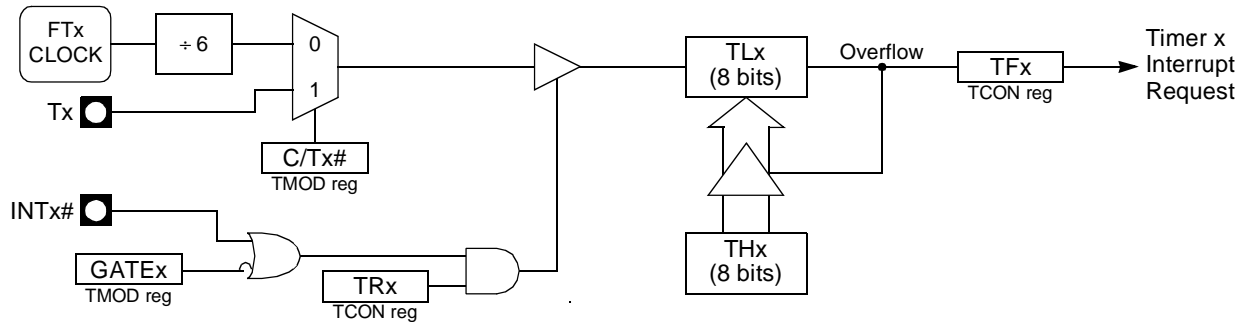 FTx
CLOCK
÷ 6
0
1
Tx
C/Tx#
TMOD reg
TLx
(8 bits)
Overflow
TFx
TCON reg
Timer x
Interrupt
Request
INTx#
GATEx
TMOD reg
TRx
TCON reg
THx
(8 bits)